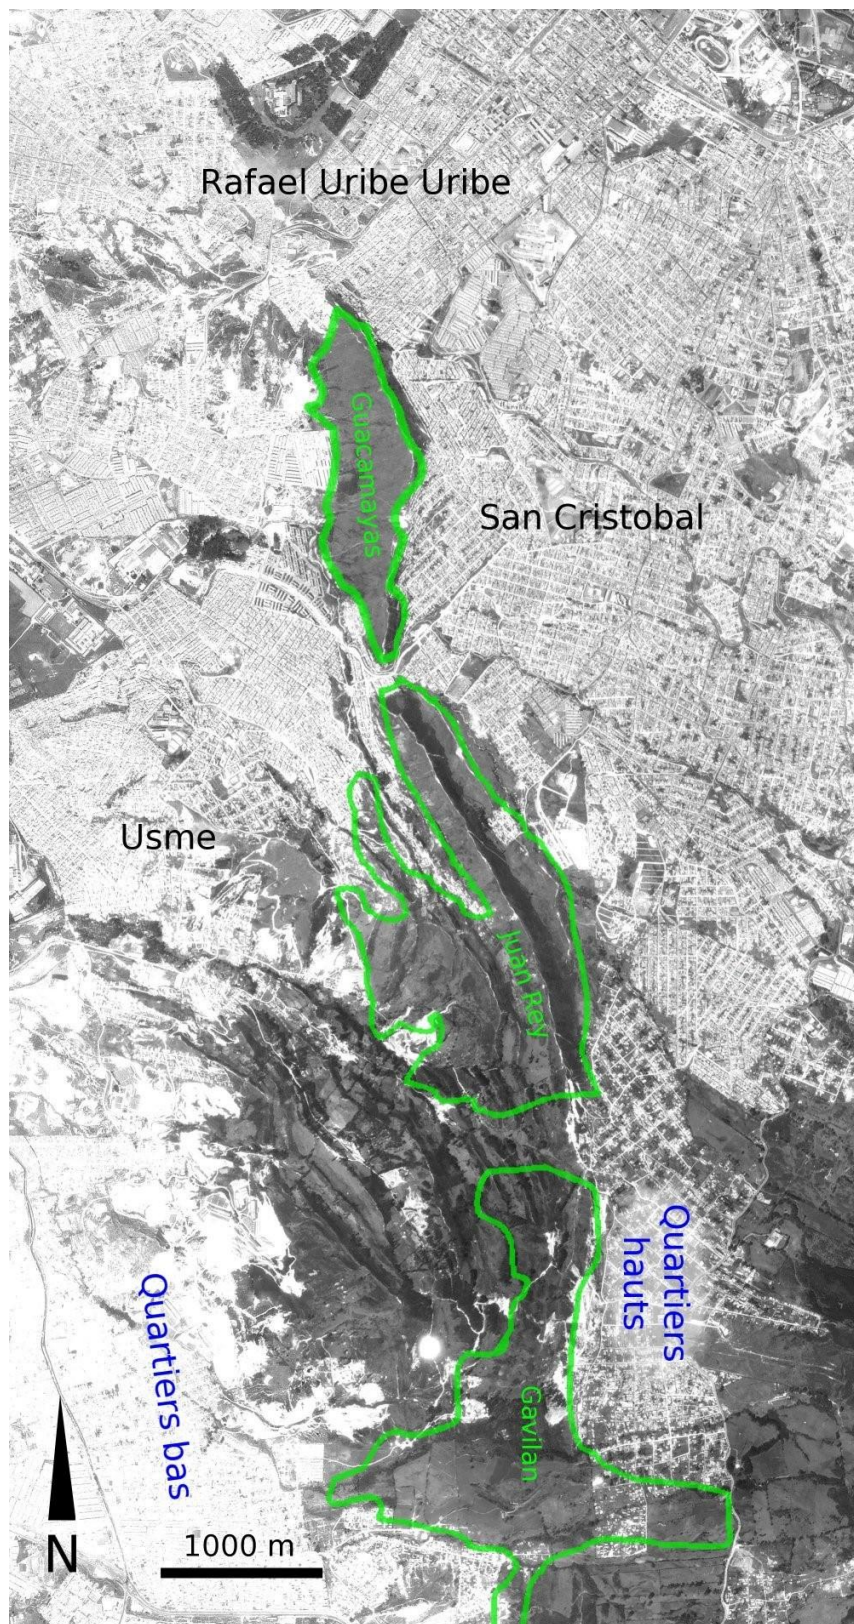 Rafael Uribe Uribe
Guacamayas
San Cristobal
Usme
Juan Rey
Quartiers
hauts
Quartiers bas
Gavilan
1000 m
N